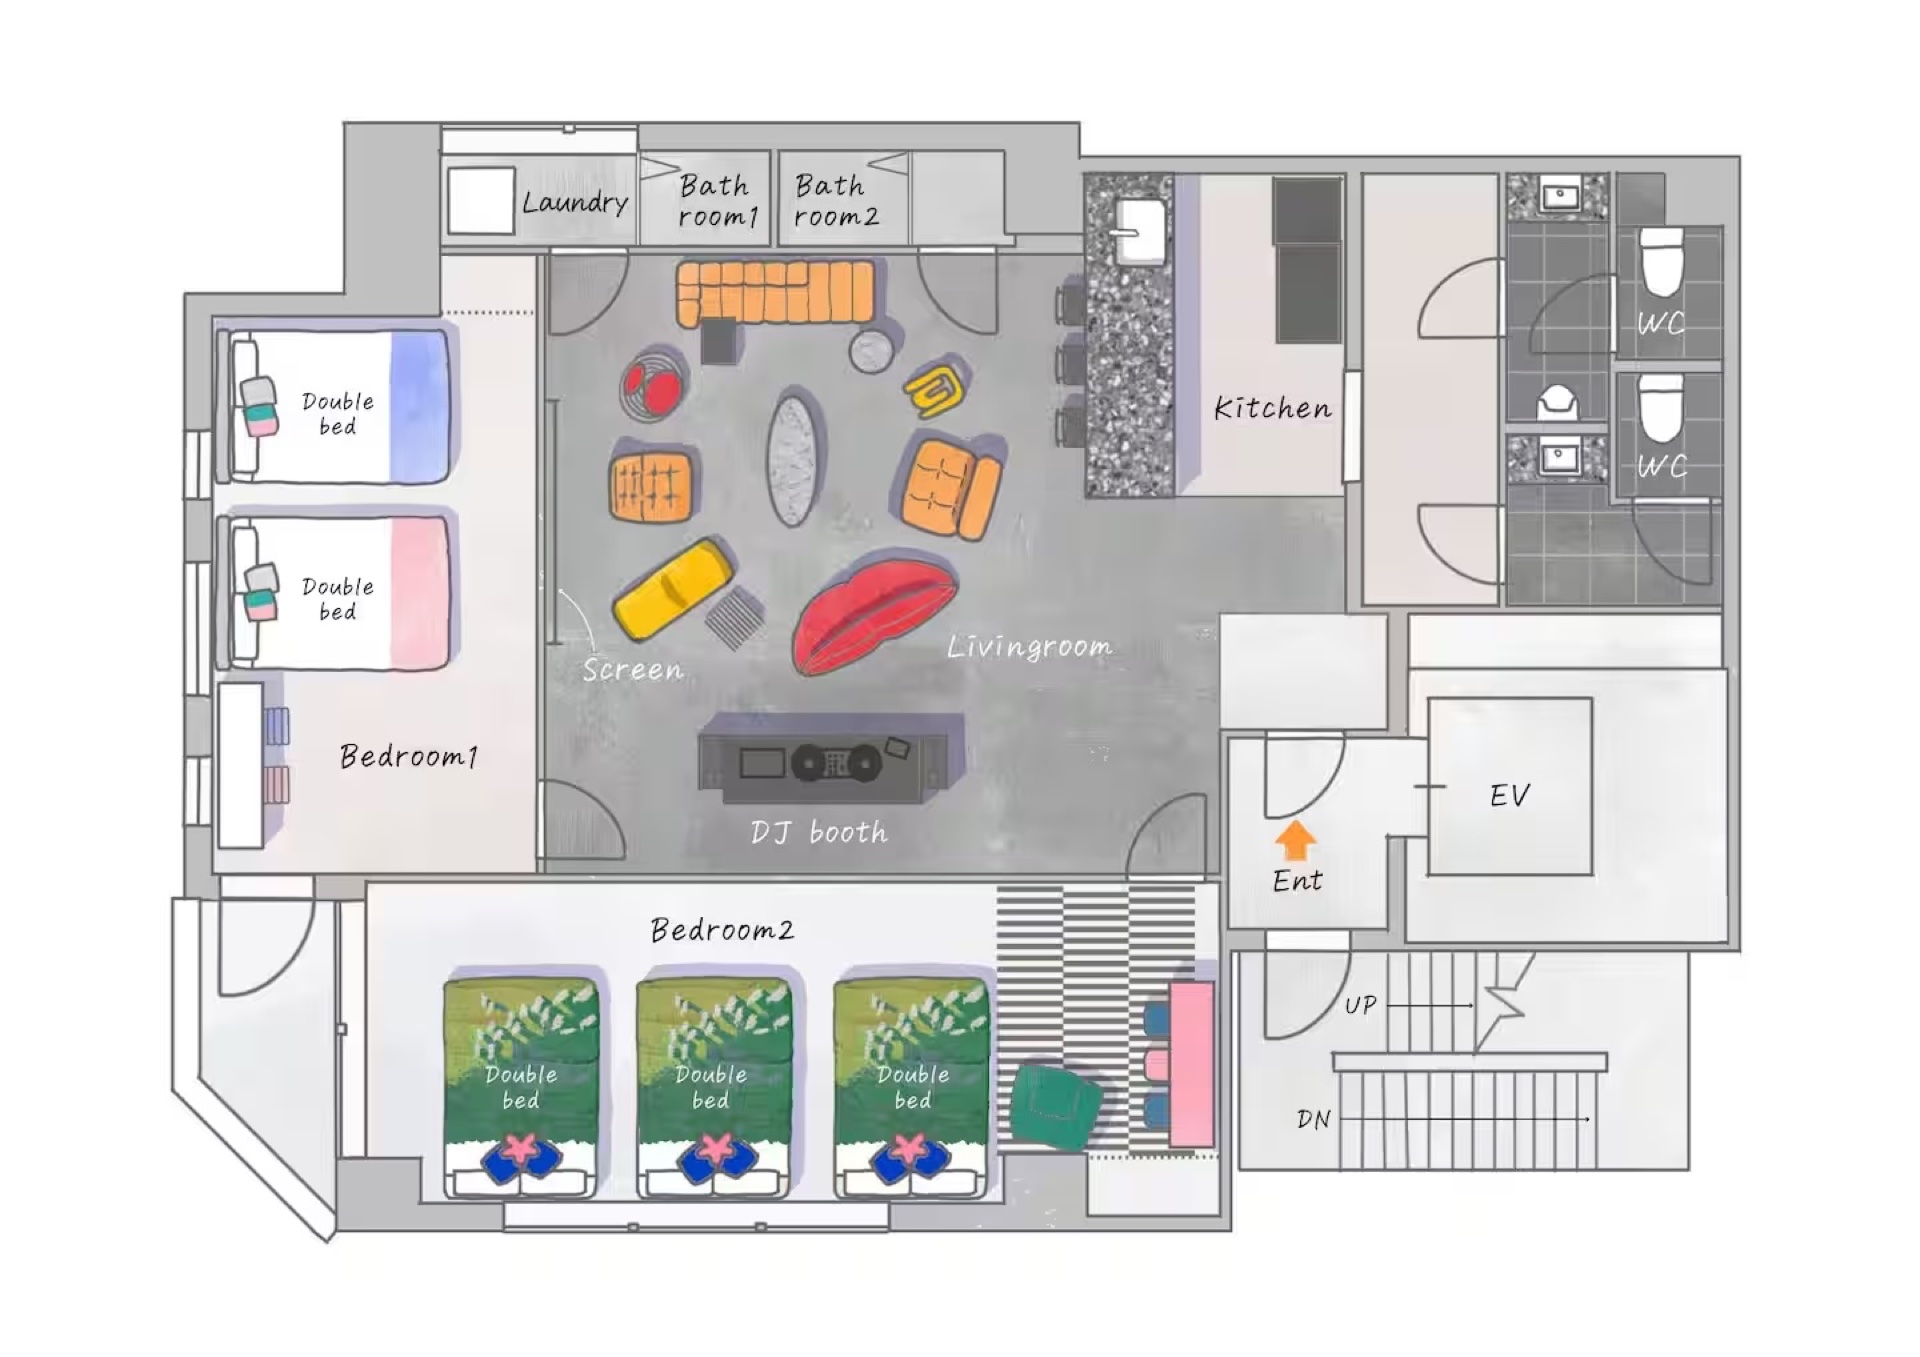 Laundry
Bath
room1
Bath
room2
Double
bed
Kitchen
WC
WC
Double
bed
Screen
Livingroom
Bedroom1
DJ booth
EV
Ent
Bedroom2
UP
Double
bed
Double
bed
Double
bed
DN